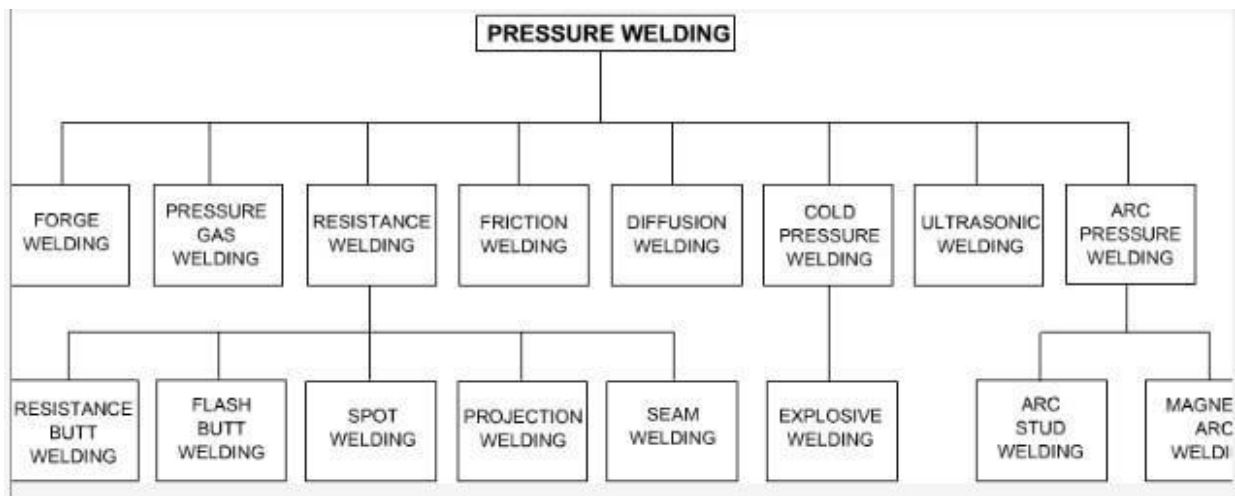 PRESSURE WELDING
FORGE
WELDING
PRESSURE
GAS
WELDING
RESISTANCE
WELDING
FRICTION
WELDING
DIFFUSION
WELDING
COLD
PRESSURE
WELDING
ULTRASONIC
WELDING
ARC
PRESSURE
WELDING
RESISTANCE
BUTT
WELDING
FLASH
BUTT
WELDING
SPOT
WELDING
PROJECTION
WELDING
SEAM
WELDING
EXPLOSIVE
WELDING
ARC
STUD
WELDING
ARC